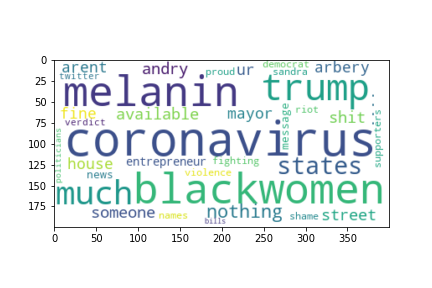 0
25
50
75
100
125
150
175
0 50 100 150 200 250 300 350
arent andry proud ur democrat arbery
twitter sandra
melanin trump
fine available mayor message riot shit
verdict
coronavirus
politicians house entrepreneur fighting states supporters
news violence
much blackwomen
someone names nothing shame street
bills